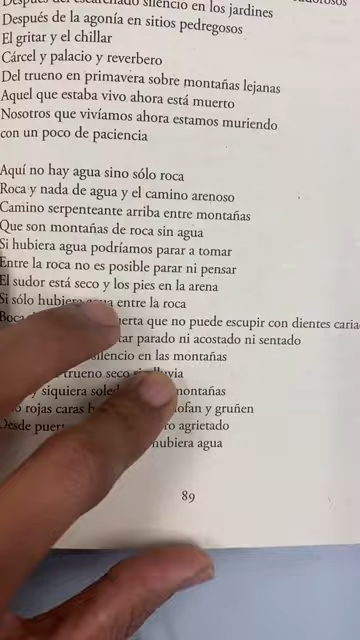 silencio en los jardines
Después de la agonía en sitios pedregosos
El gritar y el chillar
Cárcel y palacio y reverbero
Del trueno en primavera sobre montañas lejanas
Aquel que estaba vivo ahora está muerto
Nosotros que vivíamos ahora estamos muriendo
con un poco de paciencia
Aquí no hay agua sino sólo roca
Roca y nada de agua y el camino arenoso
Camino serpenteante arriba entre montañas
Que son montañas de roca sin agua
Si hubiera agua podríamos parar a tomar
Entre la roca no es posible parar ni pensar
El sudor está seco y los pies en la arena
Si sólo hubiera agua entre la roca
que no puede escupir con dientes
parado ni acostado ni sentado
silencio en las montañas
trueno seco
y siquiera montañas
rojas caras y gruñen
Desde agrietado
hubiera agua
89